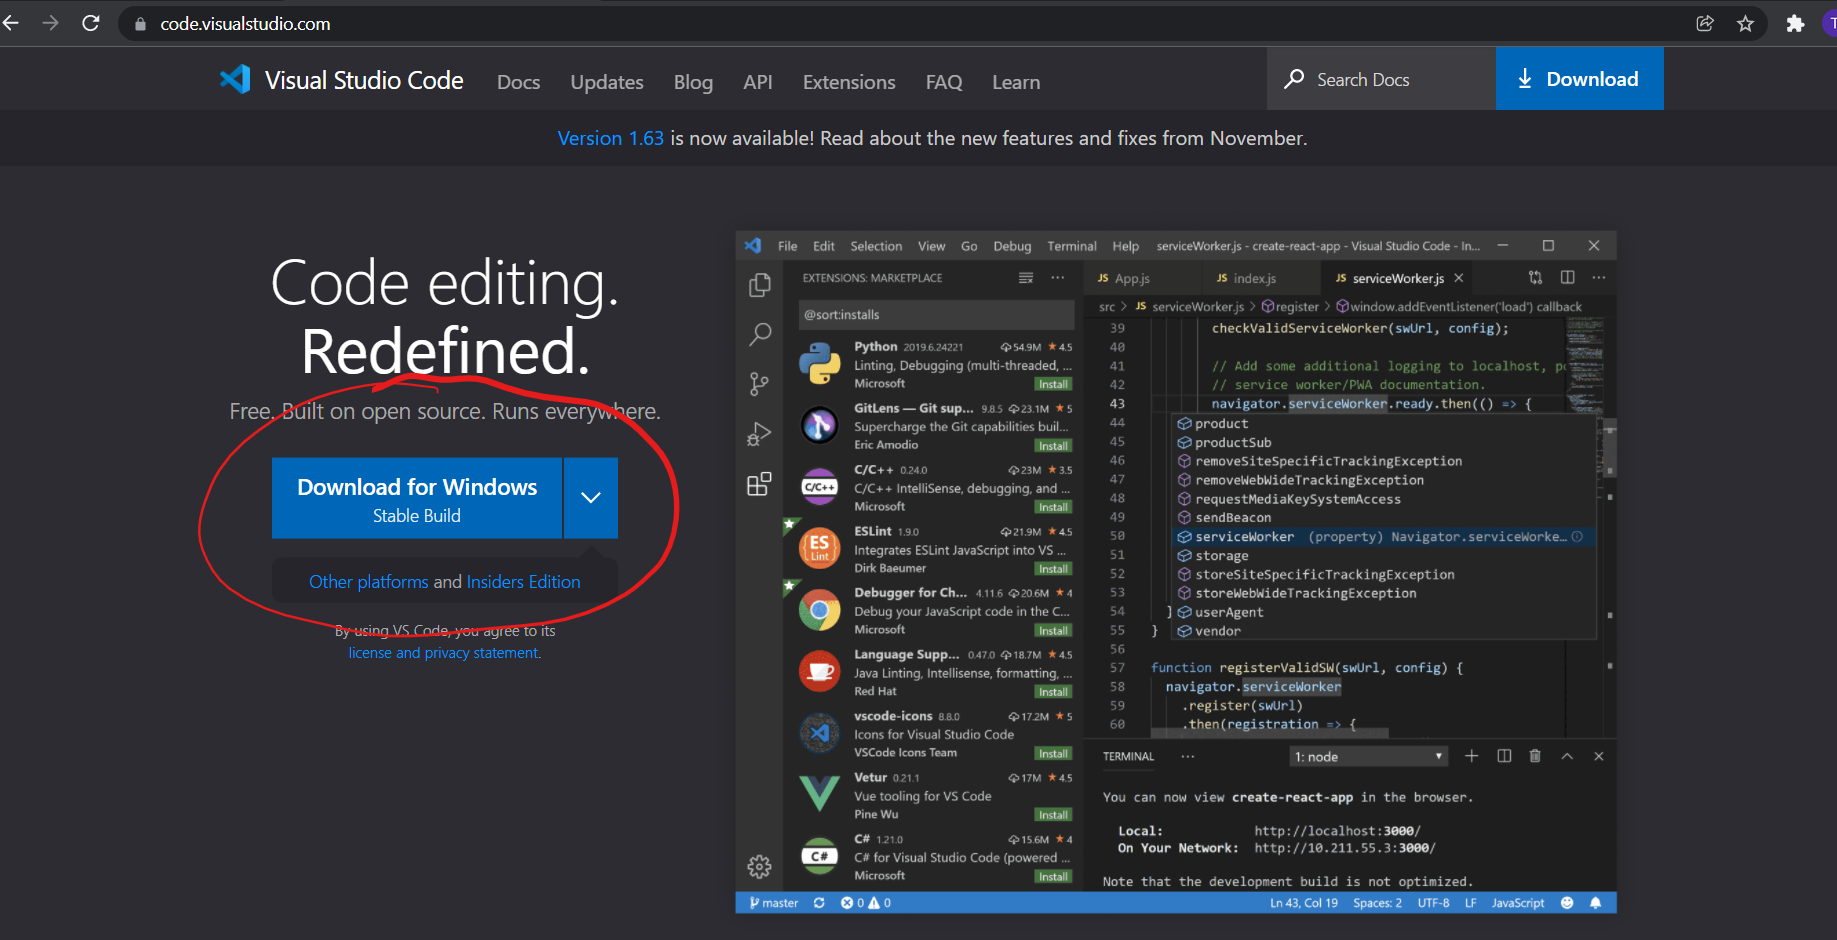 code.visualstudio.com
Visual Studio Code Docs Updates Blog API Extensions FAQ Learn Search Docs Download
Version 1.63 is now available! Read about the new features and fixes from November.
Code editing.
Redefined.
Free. Built on open source. Runs everywhere.
Download for Windows
Stable Build
Other platforms and Insiders Edition
By using VS Code, you agree to its
license and privacy statement.
File Edit Selection View Go Debug Terminal Help serviceWorker.js - create-react-app - Visual Studio Code - In...
EXTENSIONS: MARKETPLACE
@sort:installs
Python 2019.6.24221 54.9M 4.5
Linting, Debugging (multi-threaded, ...
Microsoft Install
GitLens — Git sup... 9.8.5 23.1M 5
Supercharge the Git capabilities buil...
Eric Amodio Install
C/C++
C/C++ 0.24.0 23M 3.5
C/C++ IntelliSense, debugging, and ...
Microsoft Install
ES
Lint
ESLint 1.9.0 21.9M 4.5
Integrates ESLint JavaScript into VS ...
Dirk Baeumer Install
Debugger for Ch... 4.11.6 20.6M 4
Debug your JavaScript code in the C...
Microsoft Install
Language Supp... 0.47.0 18.7M 4.5
Java Linting, Intellisense, formatting, ...
Red Hat Install
vscode-icons 8.8.0 17.2M 5
Icons for Visual Studio Code
VSCode Icons Team Install
Vetur 0.21.1 17M 4.5
Vue tooling for VS Code
Pine Wu Install
C#
C# 1.21.0 15.6M 4
C# for Visual Studio Code (powered ...
Microsoft Install
JS App.js JS index.js JS serviceWorker.js
src > JS serviceWorker.js > register > window.addEventListener('load') callback
39 checkValidServiceWorker(swUrl, config);
40
41 // Add some additional logging to localhost, po
42 // service worker/PWA documentation.
43 navigator.serviceWorker.ready.then(() => {
44 product
45 productSub
46 removeSiteSpecificTrackingException
47 removeWebWideTrackingException
48 requestMediaKeySystemAccess
49 sendBeacon
50 serviceWorker (property) Navigator.serviceWorke...
51 storage
52 storeSiteSpecificTrackingException
53 storeWebWideTrackingException
54 } userAgent
55 } vendor
56
57 function registerValidSW(swUrl, config) {
58 navigator.serviceWorker
59 .register(swUrl)
60 .then(registration => {
TERMINAL ... 1: node
You can now view create-react-app in the browser.
Local: http://localhost:3000/
On Your Network: http://10.211.55.3:3000/
Note that the development build is not optimized.
master 0 0 Ln 43, Col 19 Spaces: 2 UTF-8 LF JavaScript